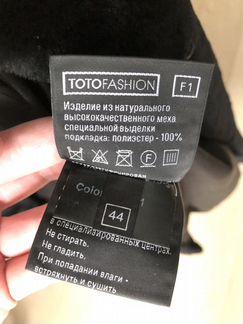 TOTOFASHION F1
Изделие из натурального
высококачественного меха
специальной выделки
подкладка: полиэстер - 100%
F
Color
44
в специализированных центрах.
Не стирать.
Не гладить.
При попадании влаги -
встряхнуть и сушить